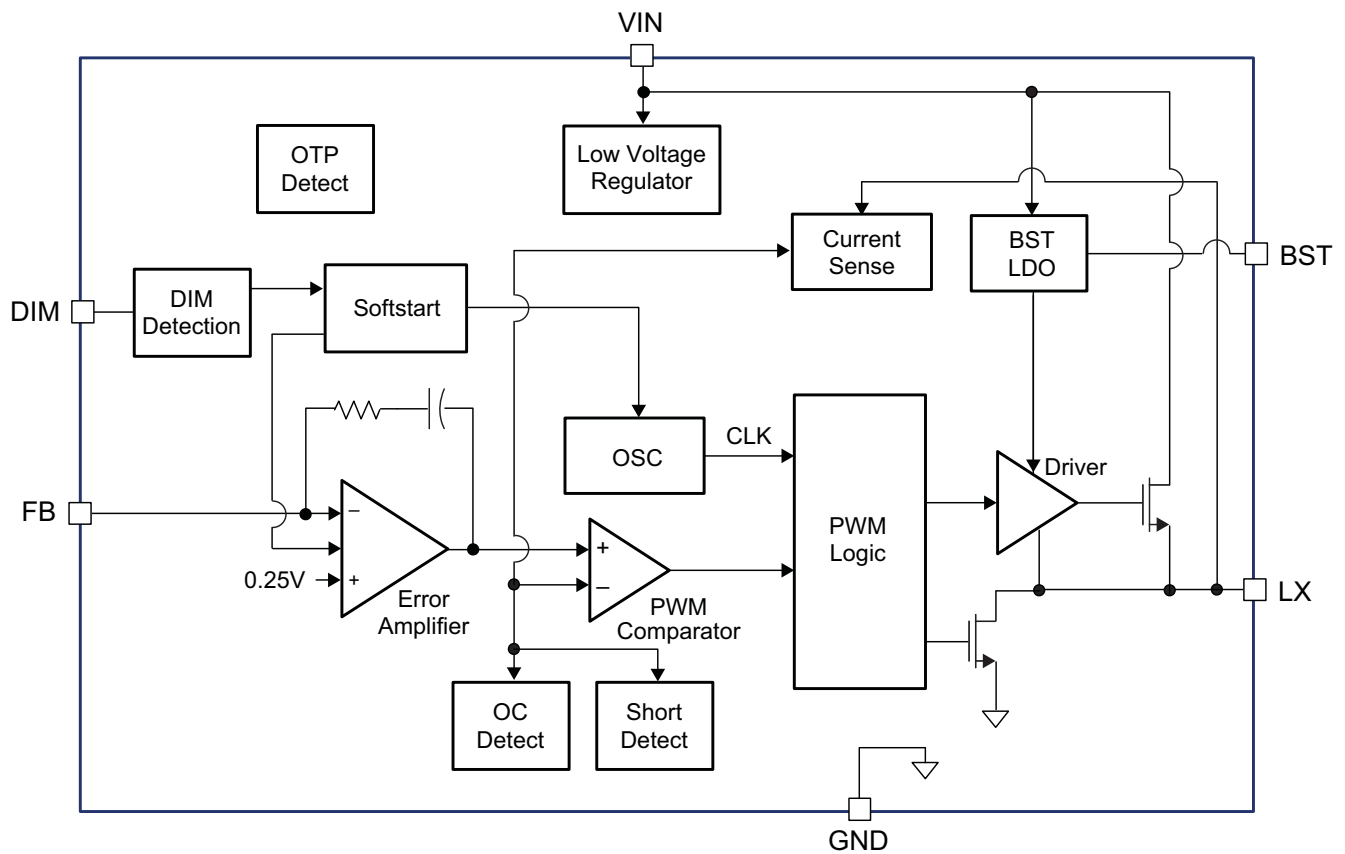 VIN
OTP
Detect
Low Voltage
Regulator
Current
Sense
BST
LDO
BST
DIM
DIM
Detection
Softstart
OSC
CLK
Driver
FB
−
+
0.25V
Error
Amplifier
+
−
PWM
Comparator
PWM
Logic
LX
OC
Detect
Short
Detect
GND